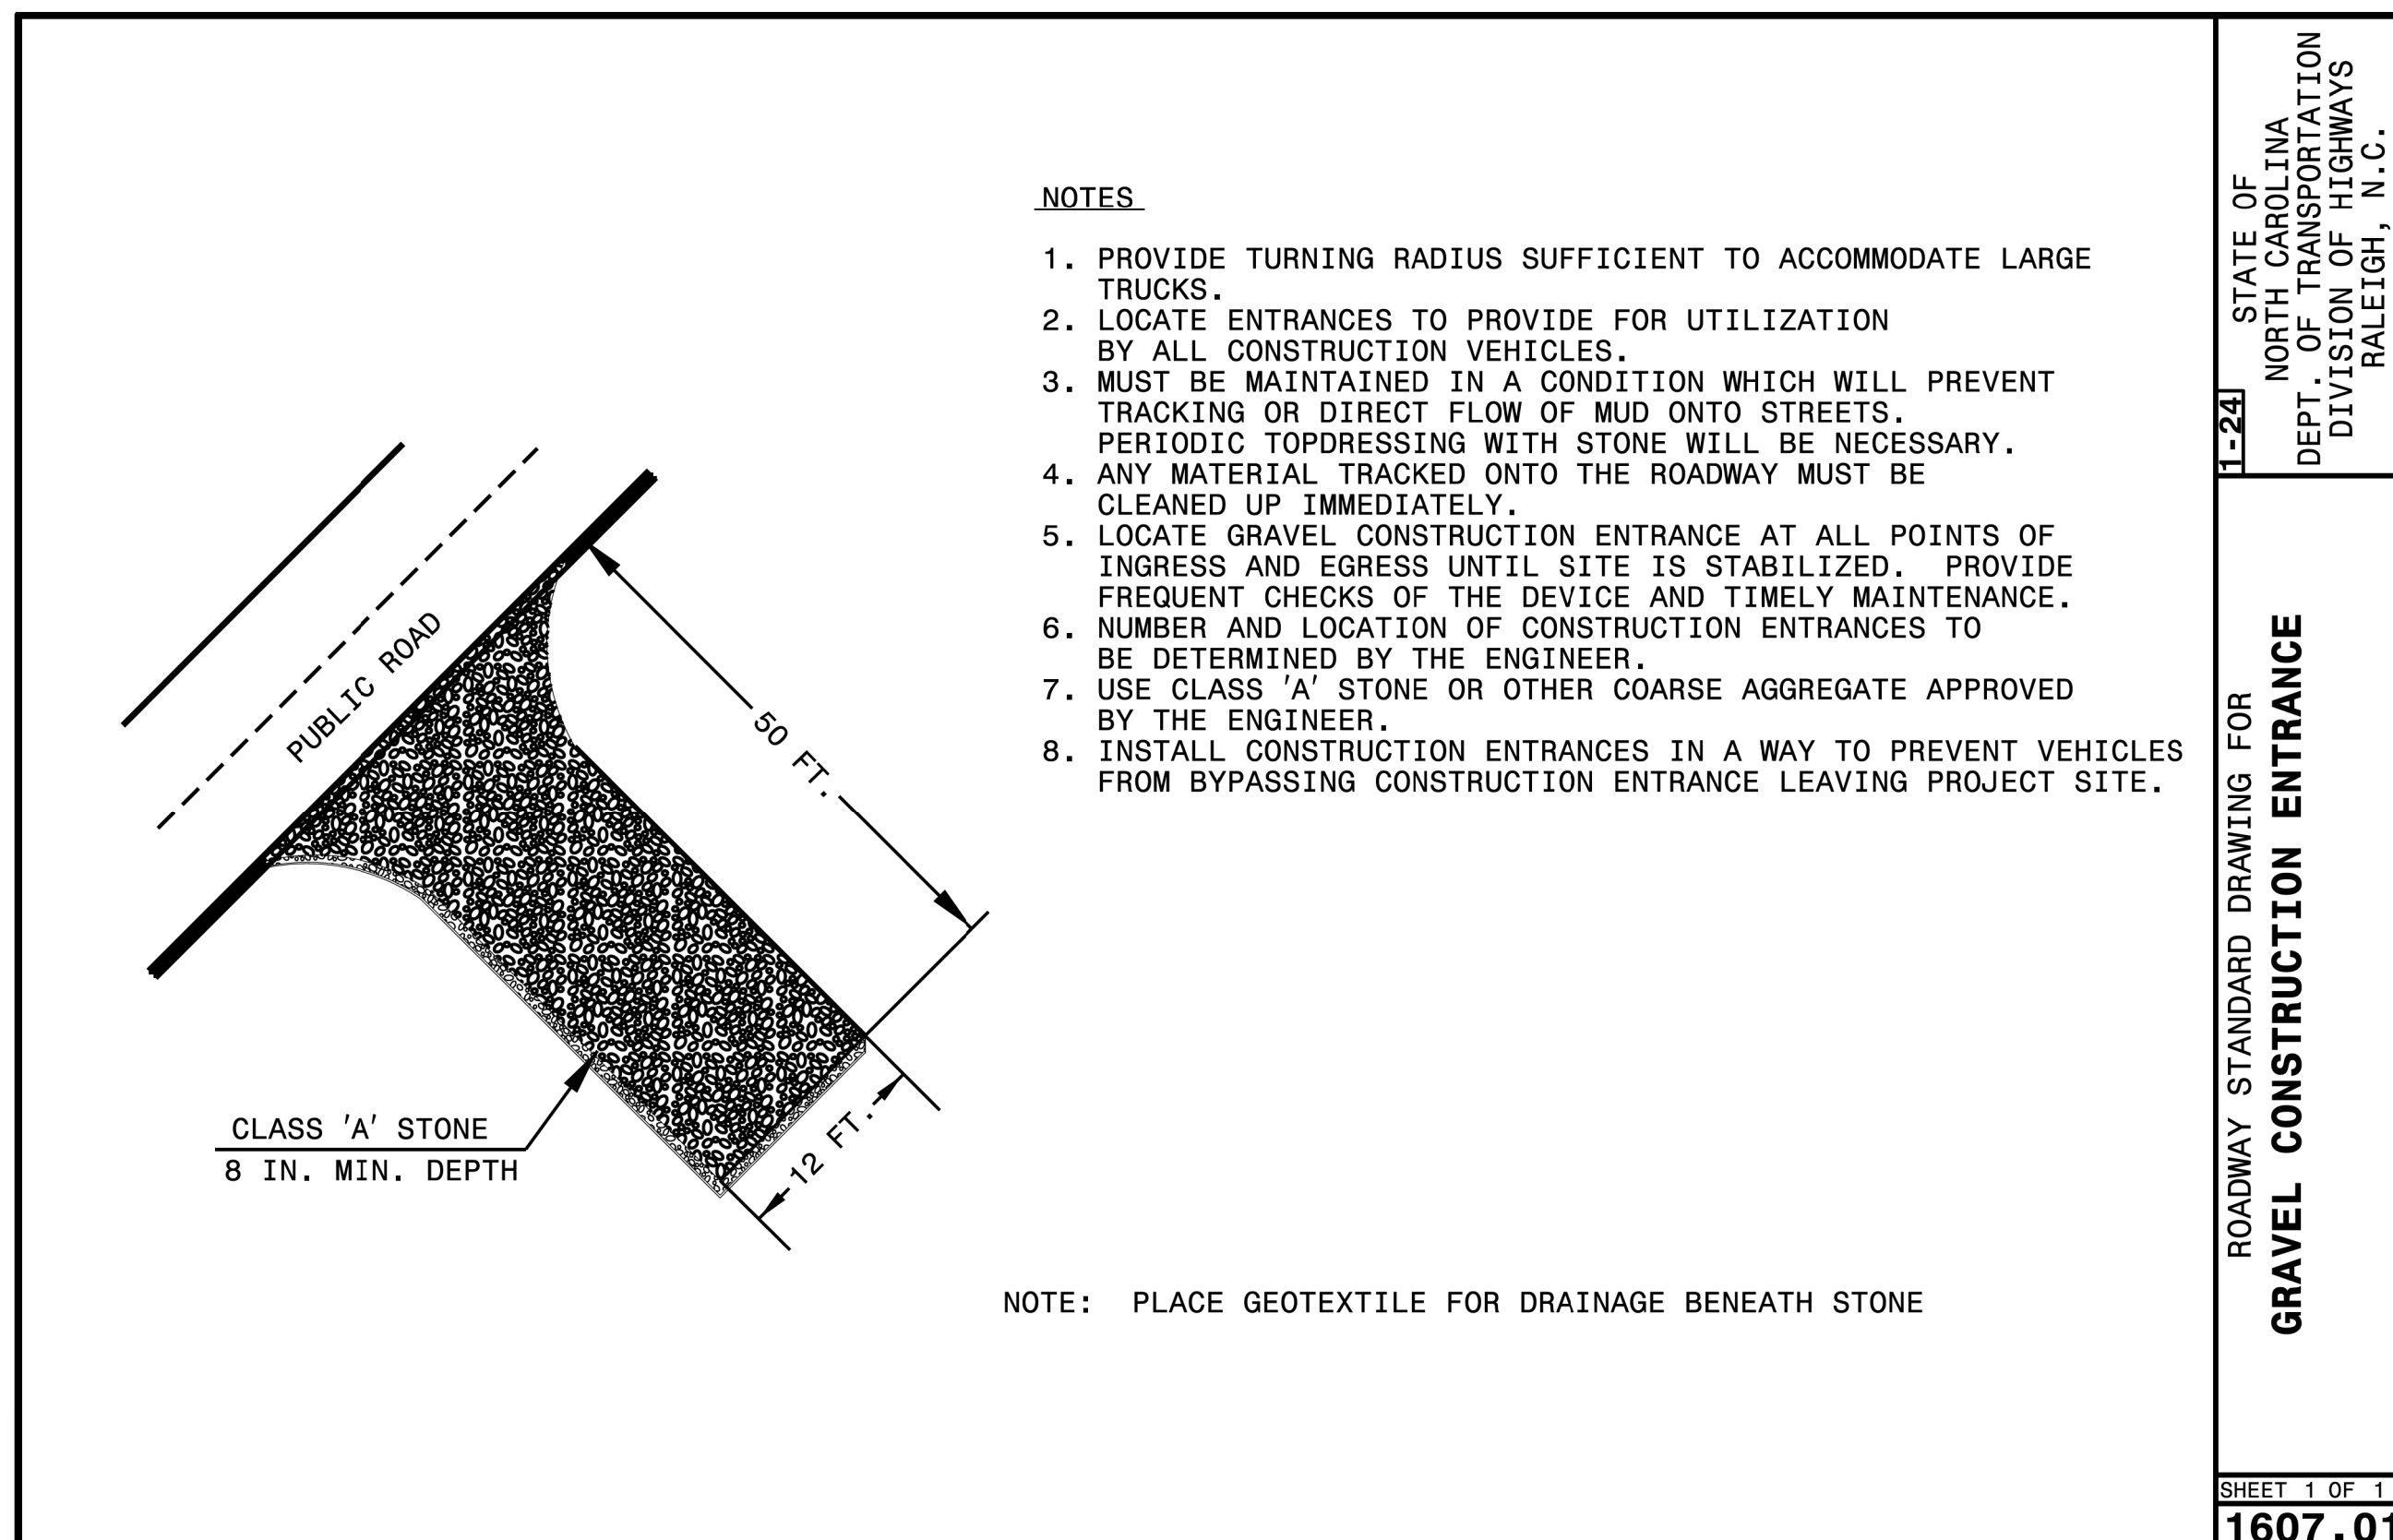 NOTES
1. PROVIDE TURNING RADIUS SUFFICIENT TO ACCOMMODATE LARGE
TRUCKS.
2. LOCATE ENTRANCES TO PROVIDE FOR UTILIZATION
BY ALL CONSTRUCTION VEHICLES.
3. MUST BE MAINTAINED IN A CONDITION WHICH WILL PREVENT
TRACKING OR DIRECT FLOW OF MUD ONTO STREETS.
PERIODIC TOPDRESSING WITH STONE WILL BE NECESSARY.
4. ANY MATERIAL TRACKED ONTO THE ROADWAY MUST BE
CLEANED UP IMMEDIATELY.
5. LOCATE GRAVEL CONSTRUCTION ENTRANCE AT ALL POINTS OF
INGRESS AND EGRESS UNTIL SITE IS STABILIZED. PROVIDE
FREQUENT CHECKS OF THE DEVICE AND TIMELY MAINTENANCE.
6. NUMBER AND LOCATION OF CONSTRUCTION ENTRANCES TO
BE DETERMINED BY THE ENGINEER.
7. USE CLASS 'A' STONE OR OTHER COARSE AGGREGATE APPROVED
BY THE ENGINEER.
8. INSTALL CONSTRUCTION ENTRANCES IN A WAY TO PREVENT VEHICLES
FROM BYPASSING CONSTRUCTION ENTRANCE LEAVING PROJECT SITE.
PUBLIC ROAD
50 FT.
12 FT.
CLASS 'A' STONE
8 IN. MIN. DEPTH
NOTE: PLACE GEOTEXTILE FOR DRAINAGE BENEATH STONE
1-24
STATE OF
NORTH CAROLINA
DEPT. OF TRANSPORTATION
DIVISION OF HIGHWAYS
RALEIGH, N.C.
ROADWAY STANDARD DRAWING FOR
GRAVEL CONSTRUCTION ENTRANCE
SHEET 1 OF 1
1607.01